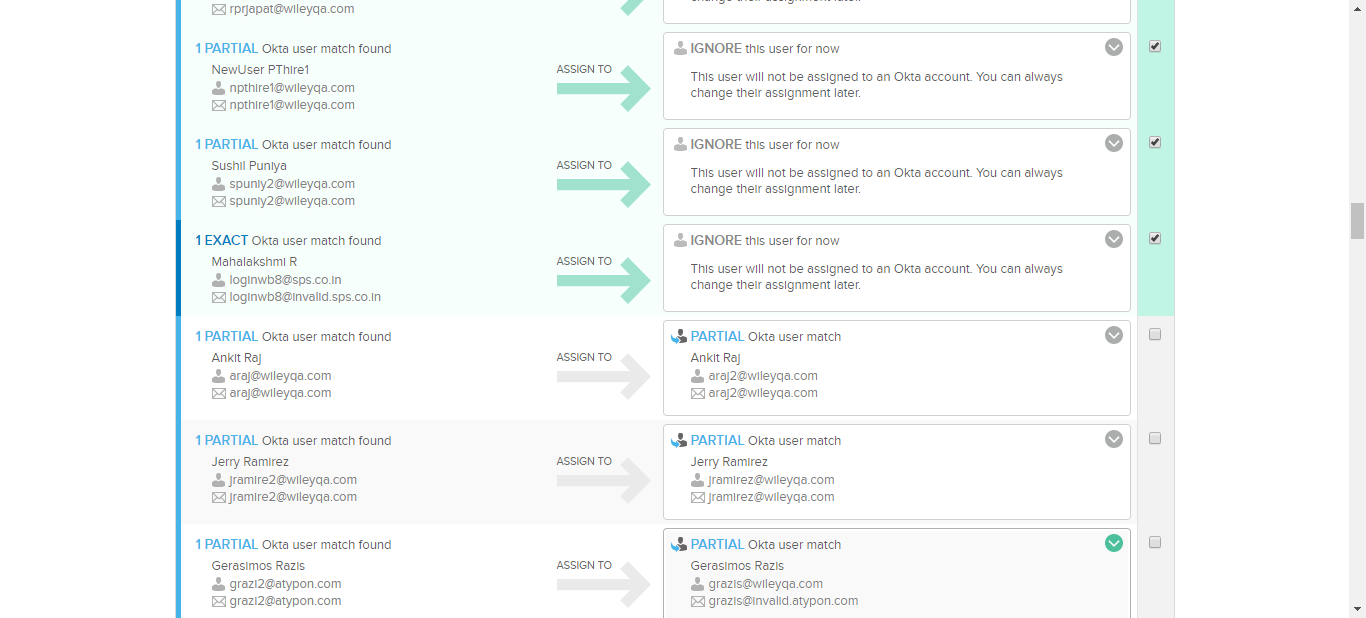 rprjapat@wileyqa.com
1 PARTIAL Okta user match found
NewUser PThire1
npthire1@wileyqa.com
npthire1@wileyqa.com
ASSIGN TO
IGNORE this user for now
This user will not be assigned to an Okta account. You can always
change their assignment later.
1 PARTIAL Okta user match found
Sushil Puniya
spuniy2@wileyqa.com
spuniy2@wileyqa.com
ASSIGN TO
IGNORE this user for now
This user will not be assigned to an Okta account. You can always
change their assignment later.
1 EXACT Okta user match found
Mahalakshmi R
loginwb8@sps.co.in
loginwb8@invalid.sps.co.in
ASSIGN TO
IGNORE this user for now
This user will not be assigned to an Okta account. You can always
change their assignment later.
1 PARTIAL Okta user match found
Ankit Raj
araj@wileyqa.com
araj@wileyqa.com
ASSIGN TO
PARTIAL Okta user match
Ankit Raj
araj2@wileyqa.com
araj2@wileyqa.com
1 PARTIAL Okta user match found
Jerry Ramirez
jramire2@wileyqa.com
jramire2@wileyqa.com
ASSIGN TO
PARTIAL Okta user match
Jerry Ramirez
jramirez@wileyqa.com
jramirez@wileyqa.com
1 PARTIAL Okta user match found
Gerasimos Razis
grazi2@atypon.com
grazi2@atypon.com
ASSIGN TO
PARTIAL Okta user match
Gerasimos Razis
grazis@wileyqa.com
grazis@invalid.atypon.com